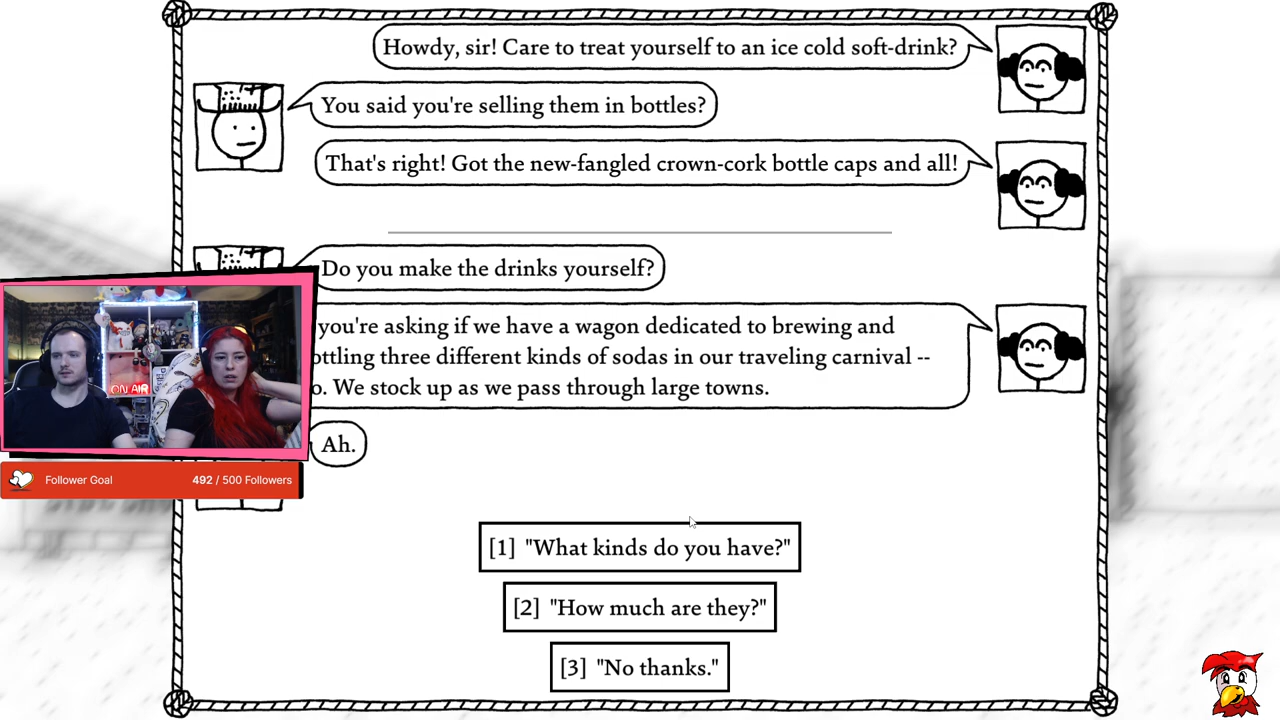 Howdy, sir! Care to treat yourself to an ice cold soft-drink?
You said you're selling them in bottles?
That's right! Got the new-fangled crown-cork bottle caps and all!
Do you make the drinks yourself?
you're asking if we have a wagon dedicated to brewing and
ottling three different kinds of sodas in our traveling carnival --
o. We stock up as we pass through large towns.
Ah.
[1] "What kinds do you have?"
[2] "How much are they?"
[3] "No thanks."
ON AIR
Follower Goal 492 / 500 Followers